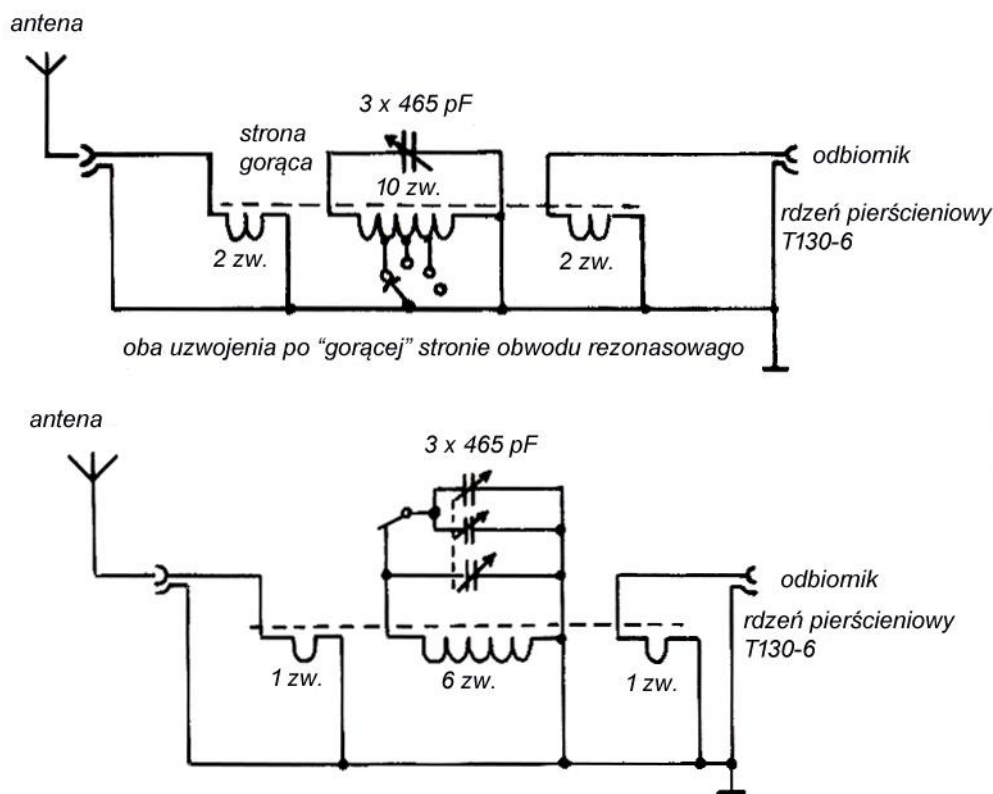 antena
3 x 465 pF
strona
gorąca
10 zw.
odbiornik
rdzeń pierścieniowy
T130-6
2 zw.
2 zw.
oba uzwojenia po “gorącej” stronie obwodu rezonasowago
antena
3 x 465 pF
odbiornik
rdzeń pierścieniowy
T130-6
1 zw.
6 zw.
1 zw.